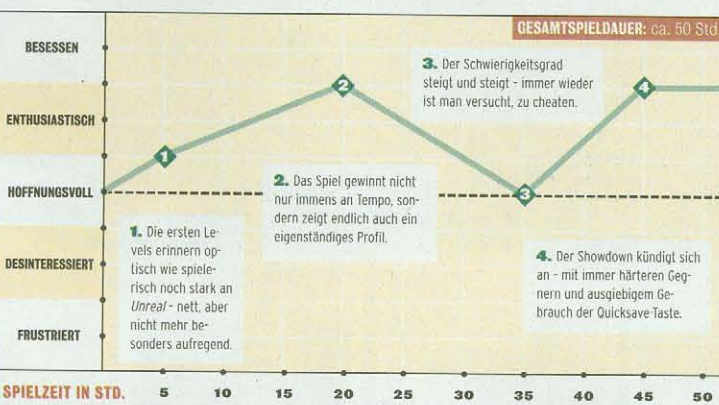 GESAMTSPIELDAUER: ca. 50 Std.
BESESSEN
ENTHUSIASTISCH
HOFFNUNGSVOLL
DESINTERESSIERT
FRUSTRIERT
1
2
3
4
3. Der Schwierigkeitsgrad
steigt und steigt - immer wieder
ist man versucht, zu cheaten.
2. Das Spiel gewinnt nicht
nur immens an Tempo, son-
dern zeigt endlich auch ein
eigenständiges Profil.
1. Die ersten Le-
vels erinnern op-
tisch wie spiele-
risch noch stark an
Unreal - nett, aber
nicht mehr be-
sonders aufregend.
4. Der Showdown kündigt sich
an - mit immer härteren Geg-
nern und ausgiebigem Ge-
brauch der Quicksave-Taste.
SPIELZEIT IN STD. 5 10 15 20 25 30 35 40 45 50